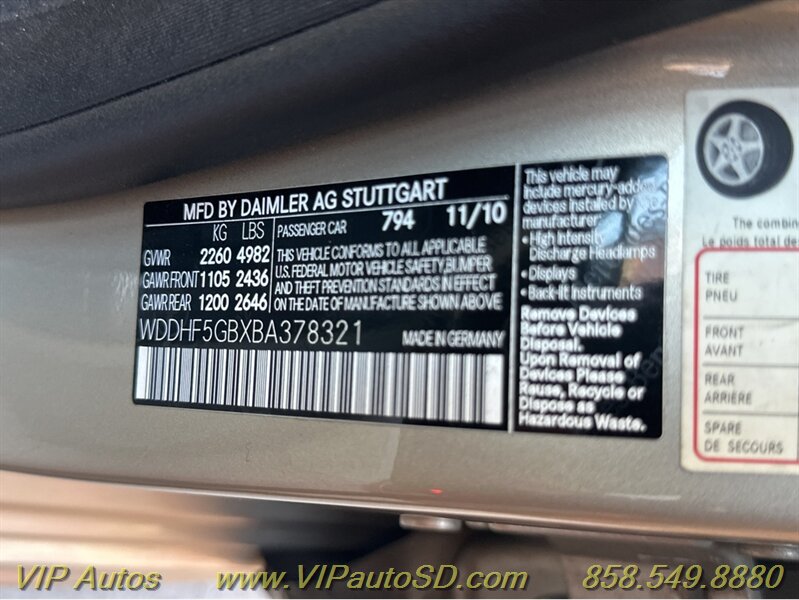 MFD BY DAIMLER AG STUTTGART
KG LBS
GVWR 2260 4982
GAWR FRONT 1105 2436
GAWR REAR 1200 2646
PASSENGER CAR 794 11/10
THIS VEHICLE CONFORMS TO ALL APPLICABLE
U.S. FEDERAL MOTOR VEHICLE SAFETY, BUMPER
AND THEFT PREVENTION STANDARDS IN EFFECT
ON THE DATE OF MANUFACTURE SHOWN ABOVE
WDDHF5GBXBA378321
MADE IN GERMANY
This vehicle may
include mercury-added
devices installed by
manufacturer:
• High Intensity
Discharge Headlamps
• Displays
• Back-lit Instruments
Remove Devices
Before Vehicle
Disposal.
Upon Removal of
Devices Please
Reuse, Recycle or
Dispose as
Hazardous Waste.
The combin
Le poids total de
TIRE
PNEU
FRONT
AVANT
REAR
ARRIÈRE
SPARE
DE SECOURS
VIP Autos www.VIPautoSD.com 858.549.8880